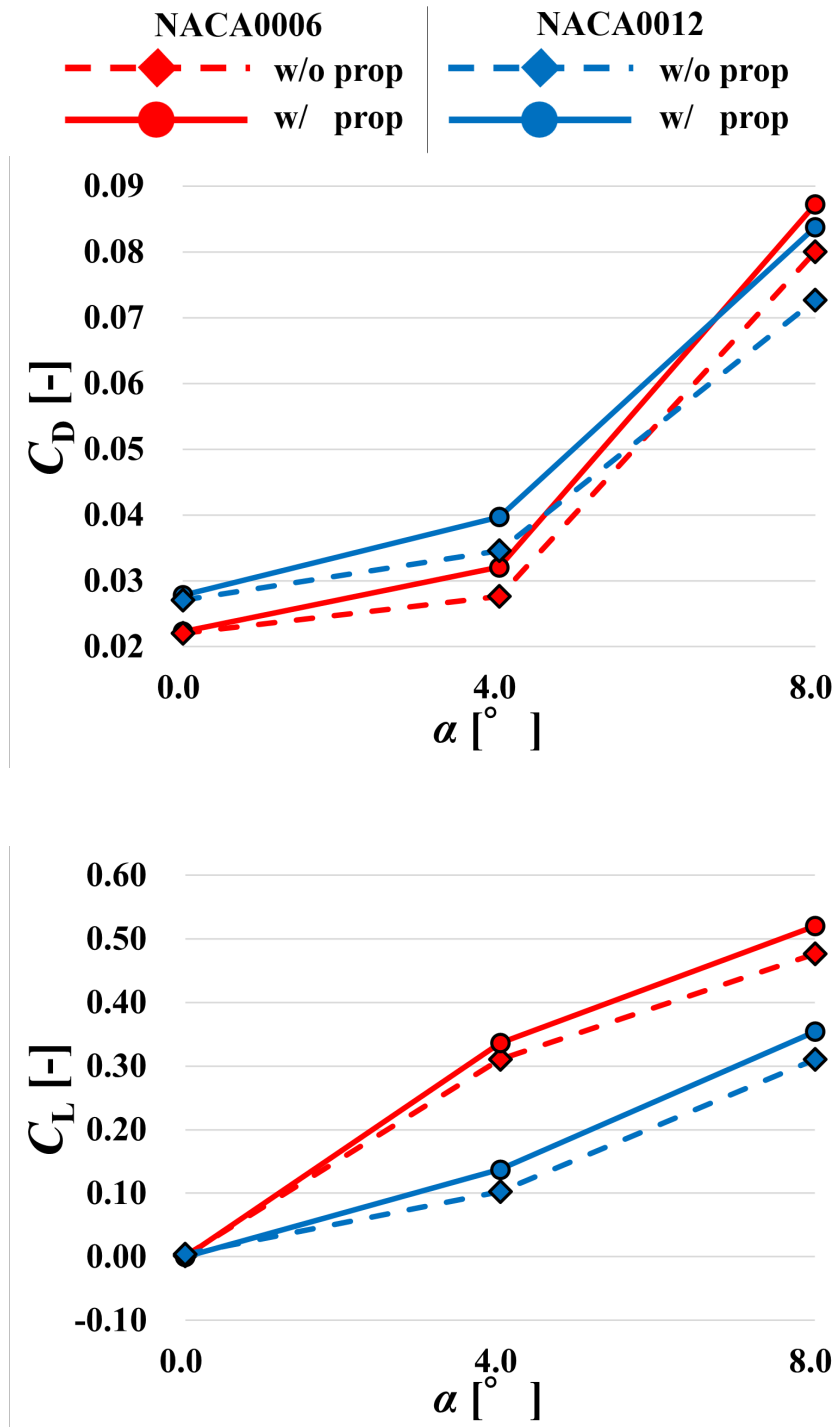 NACA0006 NACA0012
w/o prop w/o prop
w/ prop w/ prop
0.09
0.08
0.07
0.06
0.05
0.04
0.03
0.02
C_D [-]
0.0 4.0 8.0
α [° ]
0.60
0.50
0.40
0.30
0.20
0.10
0.00
-0.10
C_L [-]
0.0 4.0 8.0
α [° ]